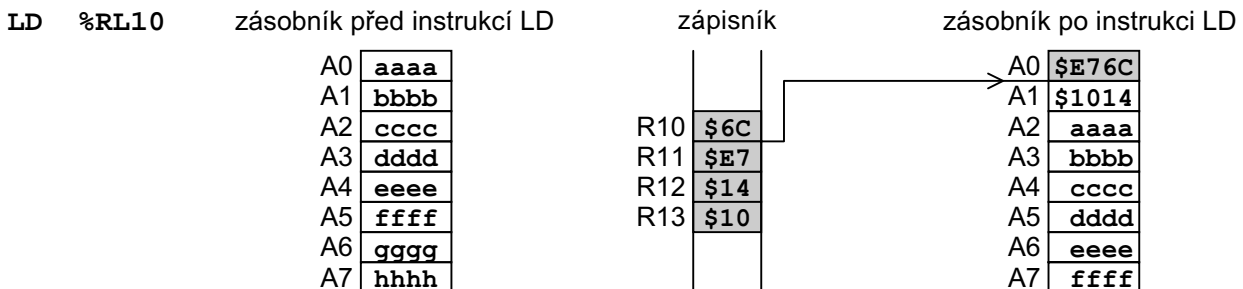 LD %RL10 zásobník před instrukcí LD zápisník zásobník po instrukci LD
A0 aaaa A0 $E76C
A1 bbbb A1 $1014
A2 cccc R10 $6C A2 aaaa
A3 dddd R11 $E7 A3 bbbb
A4 eeee R12 $14 A4 cccc
A5 ffff R13 $10 A5 dddd
A6 gggg A6 eeee
A7 hhhh A7 ffff